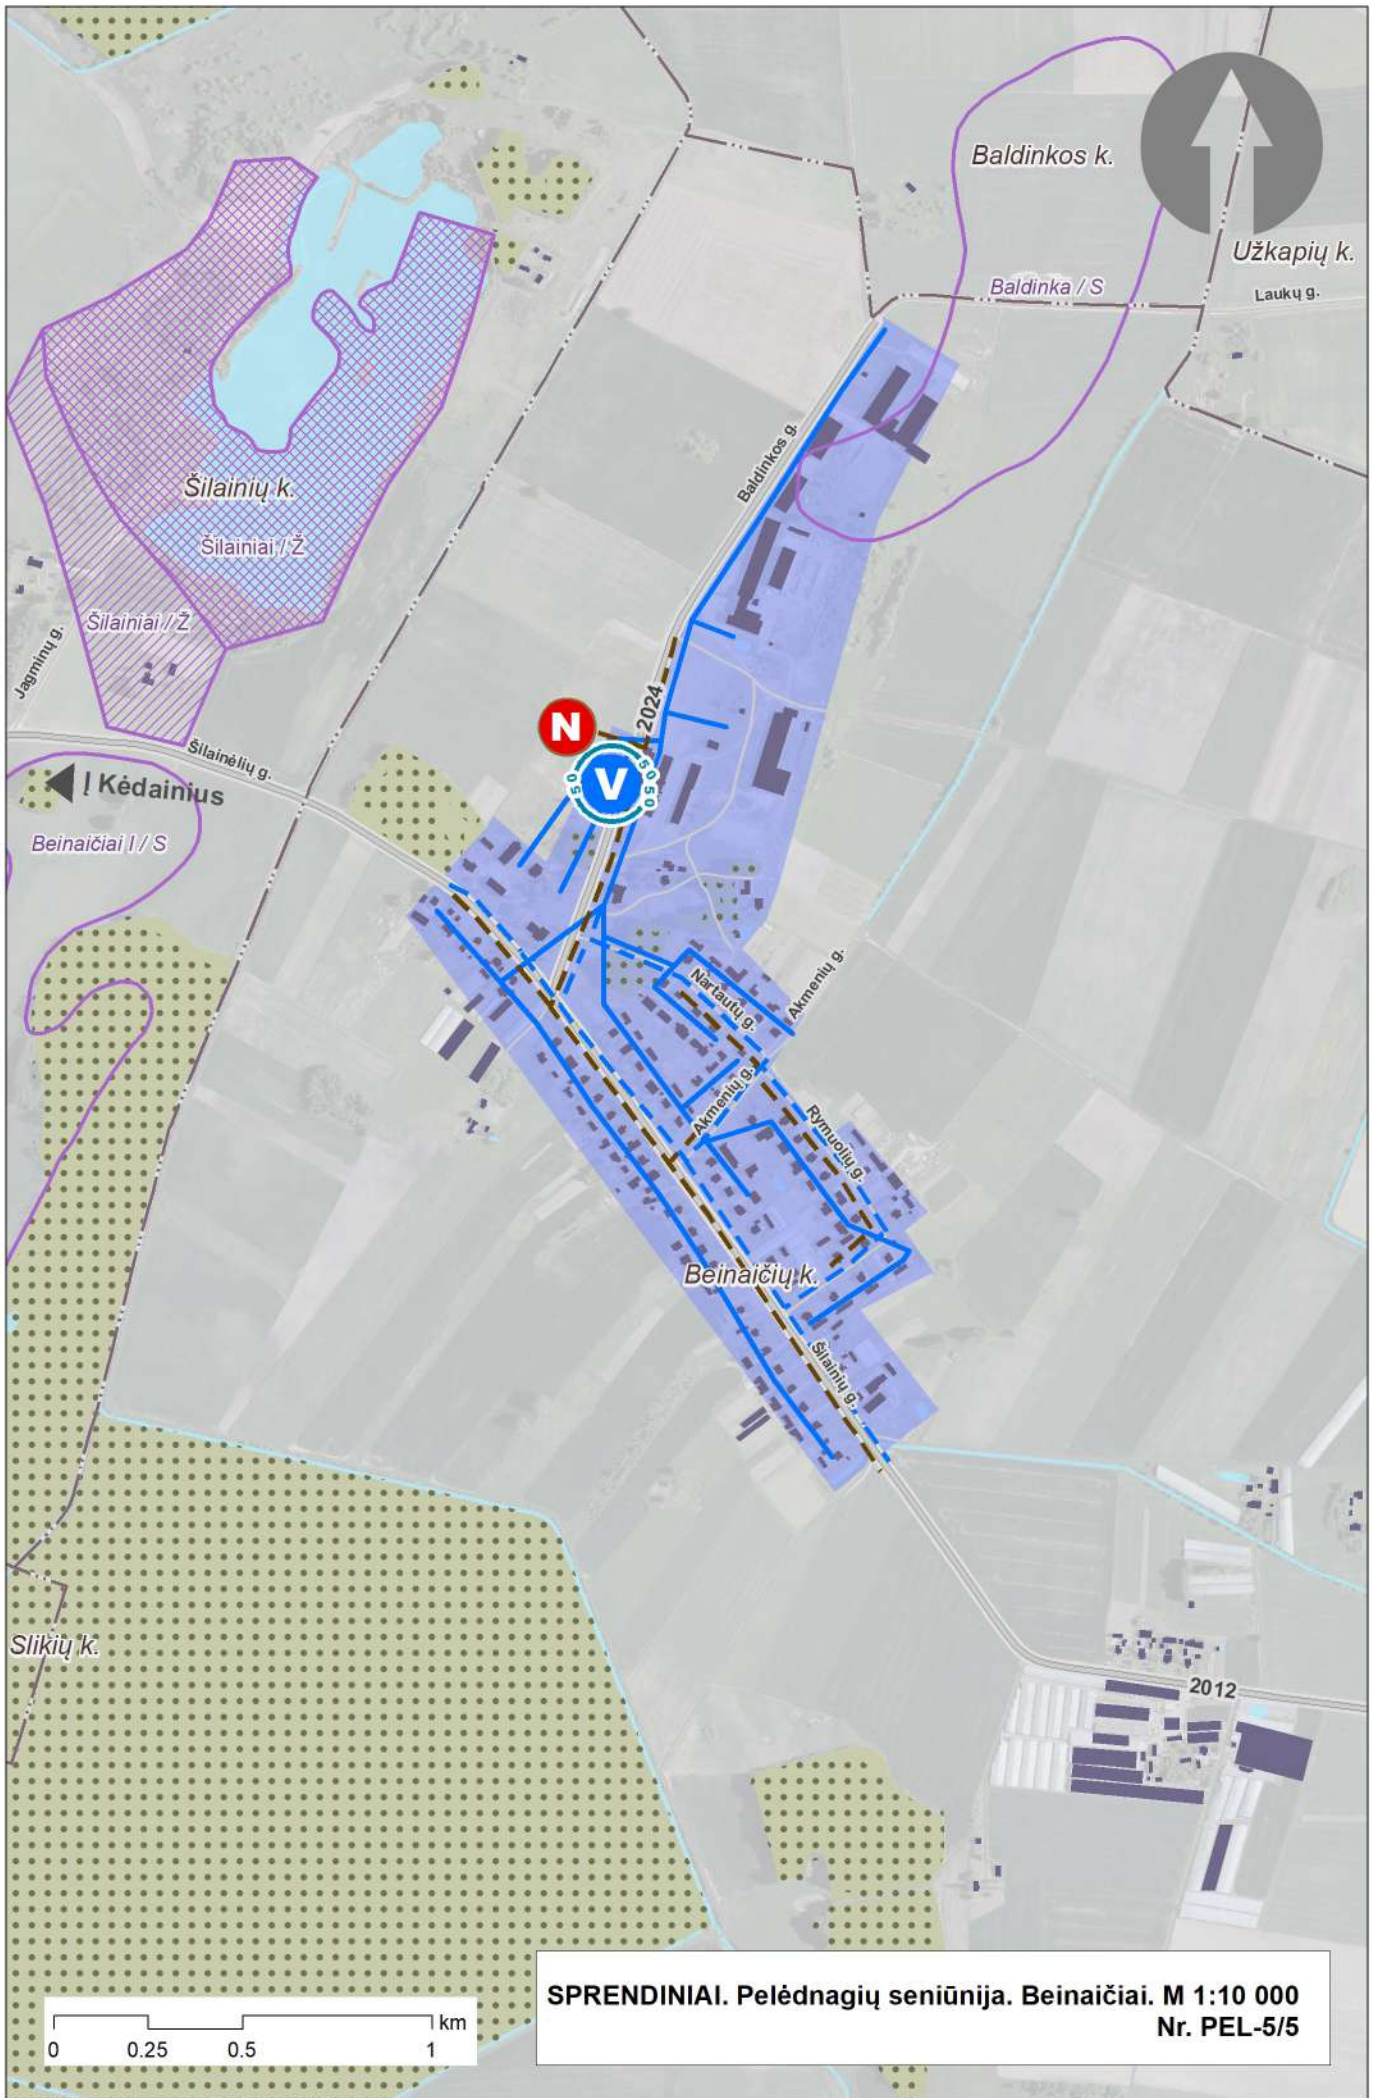 Baldinkos k.
Užkapių k.
Baldinka / S
Laukų g.
Baldinkos g.
Šilainių k.
Šilainiai / Ž
Šilainiai / Ž
Jagminų g.
2024
N
V
50
50
50
Šilainėlių g.
Į Kėdainius
Beinaičiai I / S
Akmenių g.
Nartautų g.
Akmenių g.
Rymuolių g.
Beinaičių k.
Šilainių g.
Slikių k.
2012
SPRENDINIAI. Pelėdnagių seniūnija. Beinaičiai. M 1:10 000
Nr. PEL-5/5
km
0 0.25 0.5 1